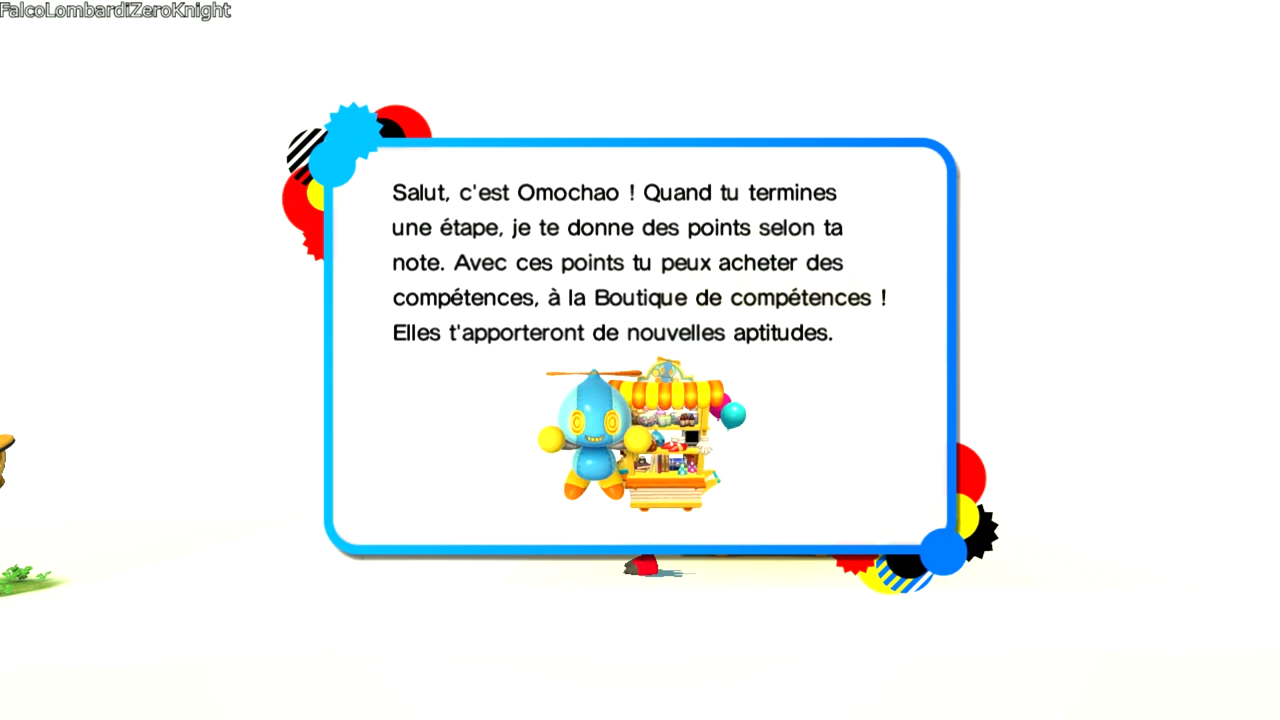 FalcoLombardiZeroKnight
Salut, c'est Omochao ! Quand tu termines
une étape, je te donne des points selon ta
note. Avec ces points tu peux acheter des
compétences, à la Boutique de compétences !
Elles t'apporteront de nouvelles aptitudes.